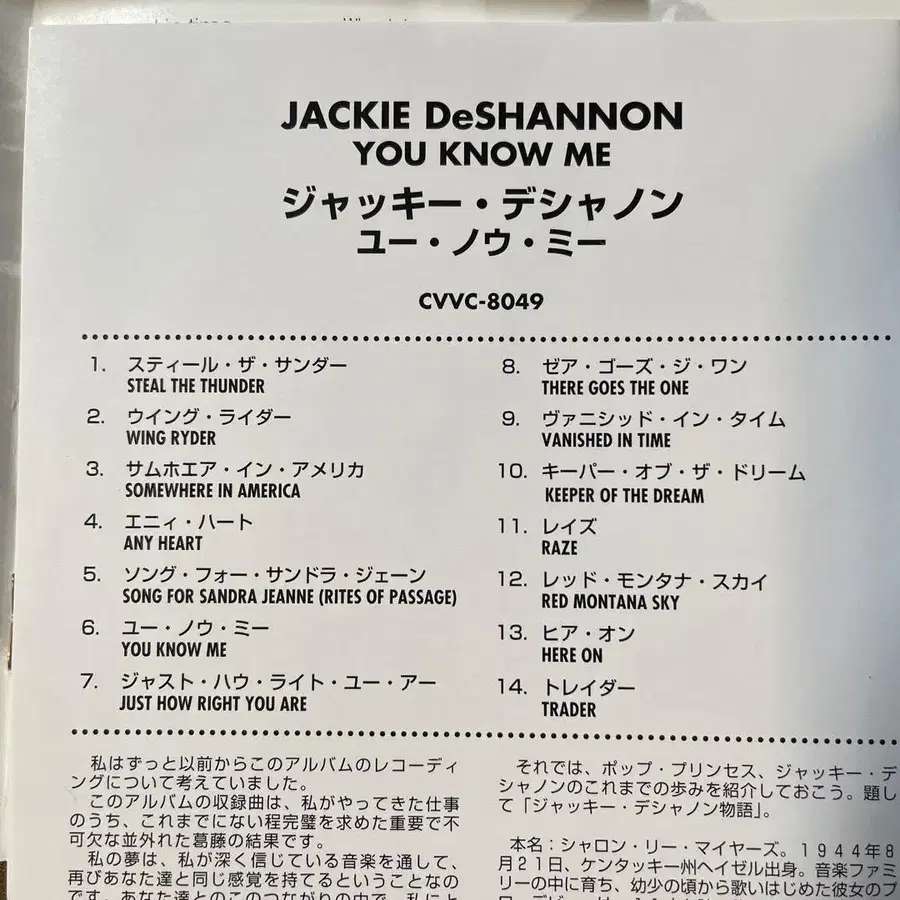 JACKIE DeSHANNON
YOU KNOW ME
ジャッキー・デシャノン
ユー・ノウ・ミー
CVVC-8049
1. スティール・ザ・サンダー
STEAL THE THUNDER
2. ウイング・ライダー
WING RYDER
3. サムホエア・イン・アメリカ
SOMEWHERE IN AMERICA
4. エニィ・ハート
ANY HEART
5. ソング・フォー・サンドラ・ジェーン
SONG FOR SANDRA JEANNE (RITES OF PASSAGE)
6. ユー・ノウ・ミー
YOU KNOW ME
7. ジャスト・ハウ・ライト・ユー・アー
JUST HOW RIGHT YOU ARE
8. ゼア・ゴーズ・ジ・ワン
THERE GOES THE ONE
9. ヴァニシッド・イン・タイム
VANISHED IN TIME
10. キーパー・オブ・ザ・ドリーム
KEEPER OF THE DREAM
11. レイズ
RAZE
12. レッド・モンタナ・スカイ
RED MONTANA SKY
13. ヒア・オン
HERE ON
14. トレイダー
TRADER
私はずっと以前からこのアルバムのレコーディ
ングについて考えていました。
このアルバムの収録曲は、私がやってきた仕事
のうち、これまでにない程完璧を求めた重要で不
可欠な並外れた葛藤の結果です。
私の夢は、私が深く信じている音楽を通して、
再びあなた達と同じ感覚を持てるということなの
です。あなた達とのこのつながりの中で、私にと
それでは、ポップ・プリンセス、ジャッキー・デ
シャノンのこれまでの歩みを紹介しておこう。題し
て「ジャッキー・デシャノン物語」。
本名：シャロン・リー・マイヤーズ。１９４４年８
月２１日、ケンタッキー州ヘイゼル出身。音楽ファミ
リーの中に育ち、幼少の頃から歌いはじめた彼女のプ